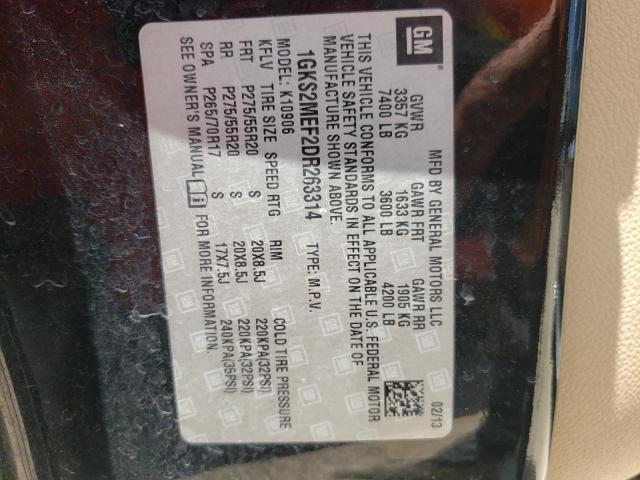 GM
MFD BY GENERAL MOTORS LLC 02/13
GVWR GAWR FRT GAWR RR
3357 KG 1633 KG 1905 KG
7400 LB 3600 LB 4200 LB
THIS VEHICLE CONFORMS TO ALL APPLICABLE U.S. FEDERAL MOTOR
VEHICLE SAFETY STANDARDS IN EFFECT ON THE DATE OF
MANUFACTURE SHOWN ABOVE.
1GKS2MEF2DR263314 TYPE: M.P.V.
MODEL: K10906
KFLV TIRE SIZE SPEED RTG RIM COLD TIRE PRESSURE
FRT P275/55R20 S 20X8.5J 220KPA(32PSI)
RR P275/55R20 S 20X8.5J 220KPA(32PSI)
SPA P265/70R17 S 17X7.5J 240KPA(35PSI)
SEE OWNER'S MANUAL FOR MORE INFORMATION.